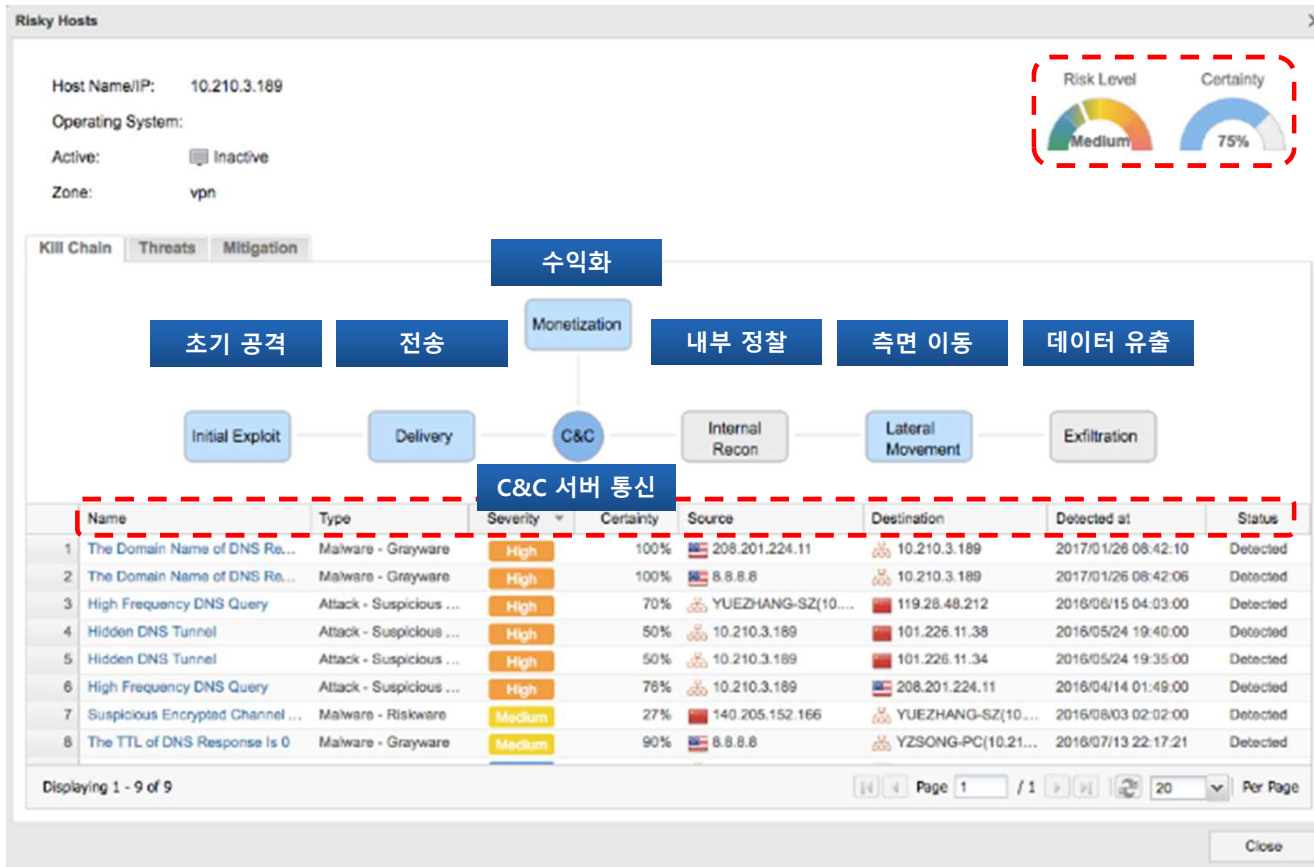 Risky Hosts
Host Name/IP: 10.210.3.189
Operating System:
Active: Inactive
Zone: vpn
Risk Level Certainty
Medium 75%
Kill Chain Threats Mitigation
수익화
Monetization
초기 공격 전송 내부 정찰 측면 이동 데이터 유출
Initial Exploit Delivery C&C Internal Recon Lateral Movement Exfiltration
C&C 서버 통신
Name Type Severity Certainty Source Destination Detected at Status
1 The Domain Name of DNS Re... Malware - Grayware High 100% 208.201.224.11 10.210.3.189 2017/01/26 08:42:10 Detected
2 The Domain Name of DNS Re... Malware - Grayware High 100% 8.8.8.8 10.210.3.189 2017/01/26 08:42:06 Detected
3 High Frequency DNS Query Attack - Suspicious ... High 70% YUEZHANG-SZ(10.... 119.28.48.212 2016/06/15 04:03:00 Detected
4 Hidden DNS Tunnel Attack - Suspicious ... High 50% 10.210.3.189 101.226.11.38 2016/05/24 19:40:00 Detected
5 Hidden DNS Tunnel Attack - Suspicious ... High 50% 10.210.3.189 101.226.11.34 2016/05/24 19:35:00 Detected
6 High Frequency DNS Query Attack - Suspicious ... High 76% 10.210.3.189 208.201.224.11 2016/04/14 01:49:00 Detected
7 Suspicious Encrypted Channel ... Malware - Riskware Medium 27% 140.205.152.166 YUEZHANG-SZ(10.... 2016/08/03 02:02:00 Detected
8 The TTL of DNS Response Is 0 Malware - Grayware Medium 90% 8.8.8.8 YZSONG-PC(10.21... 2016/07/13 22:17:21 Detected
Displaying 1 - 9 of 9 Page 1 / 1 20 Per Page
Close